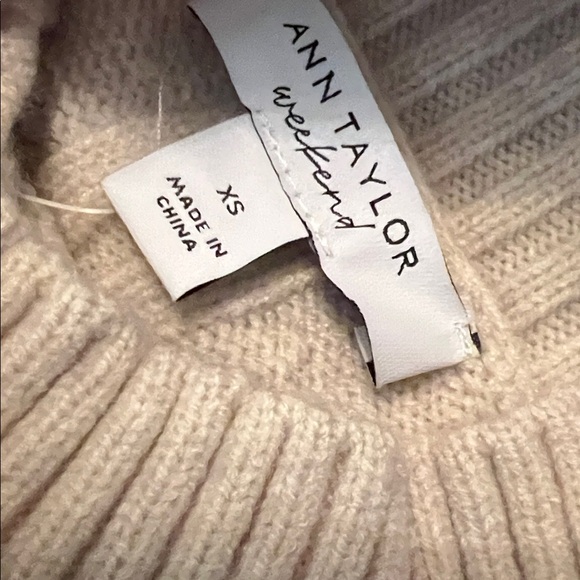 ANN TAYLOR
weekend
XS
MADE IN
CHINA